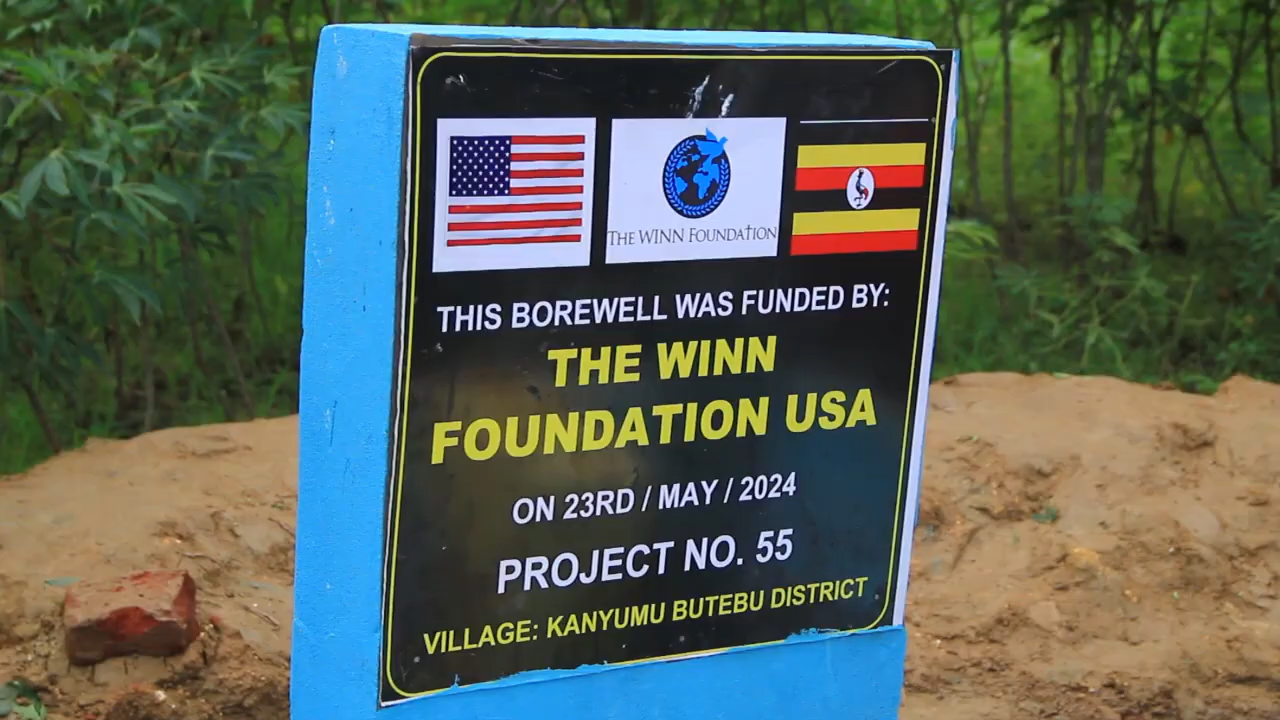 THE WINN FOUNDATION
THIS BOREWELL WAS FUNDED BY:
THE WINN
FOUNDATION USA
ON 23RD / MAY / 2024
PROJECT NO. 55
VILLAGE: KANYUMU BUTEBU DISTRICT